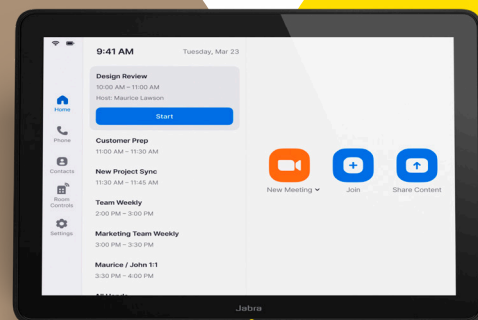 9:41 AM
Tuesday, Mar 23
Home
Phone
Contacts
Room
Controls
Settings
Design Review
10:00 AM – 11:00 AM
Host: Maurice Lawson
Start
Customer Prep
11:00 AM – 11:30 AM
New Project Sync
11:30 AM – 11:45 AM
Team Weekly
2:00 PM – 3:00 PM
Marketing Team Weekly
3:00 PM – 3:30 PM
Maurice / John 1:1
3:30 PM – 4:00 PM
All Hands
New Meeting
Join
Share Content
Jabra